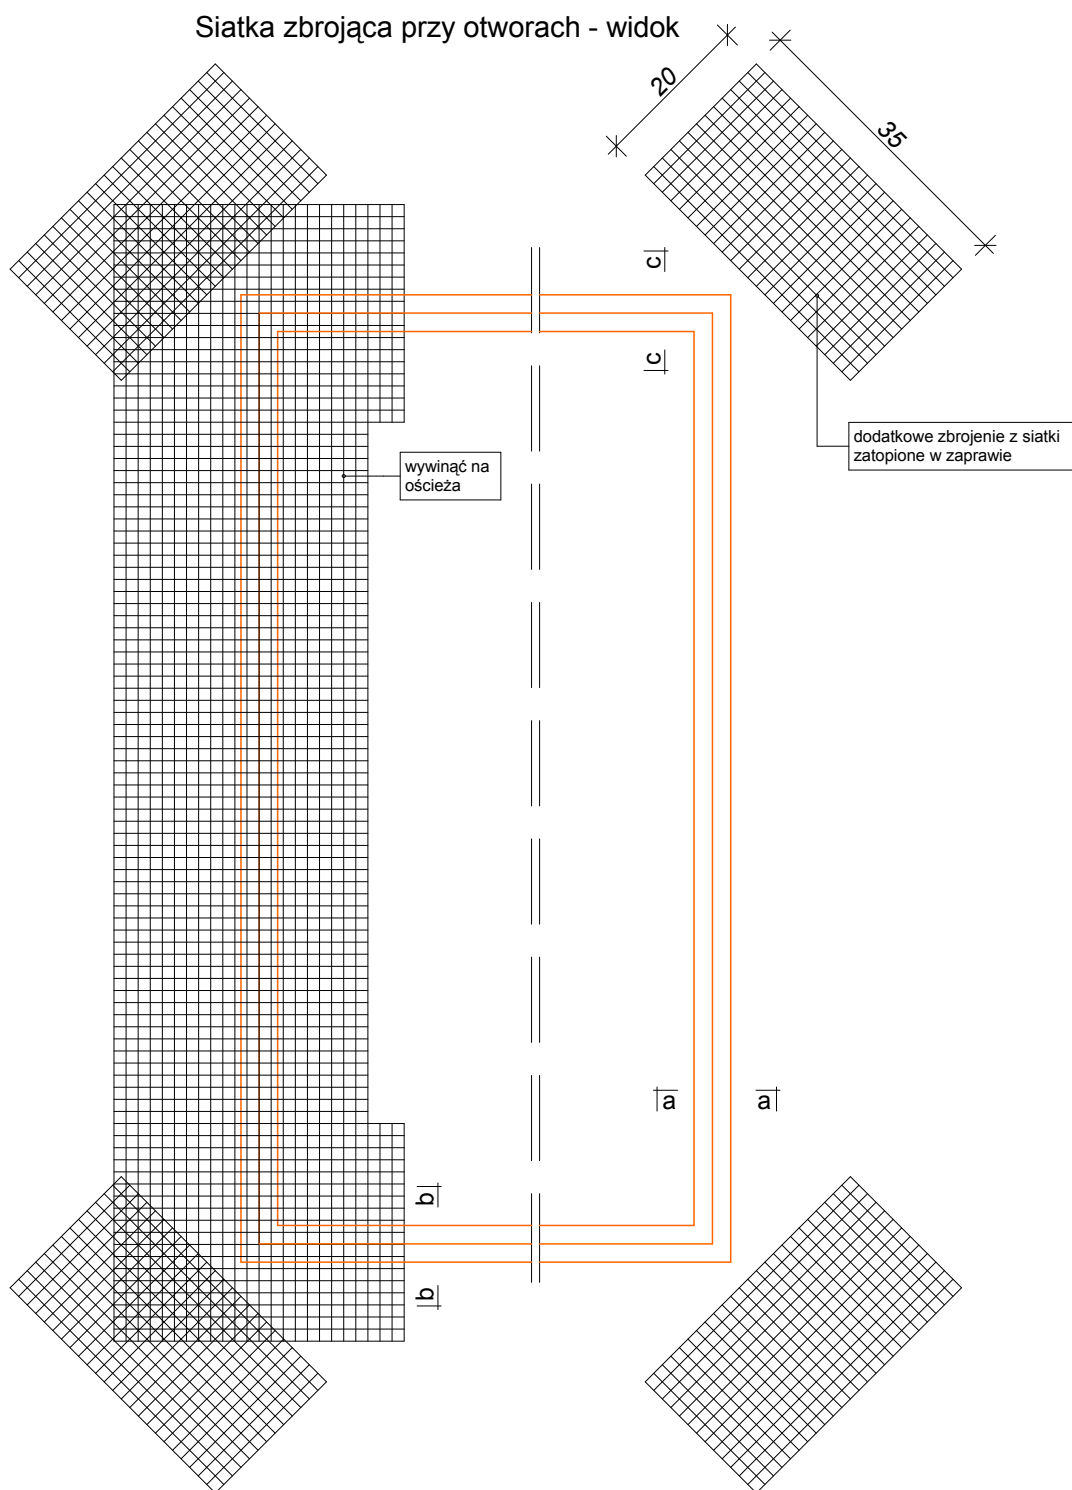 Siatka zbrojąca przy otworach - widok
20
35
c
c
dodatkowe zbrojenie z siatki
zatopione w zaprawie
wywinąć na
ościeża
a
a
b
b